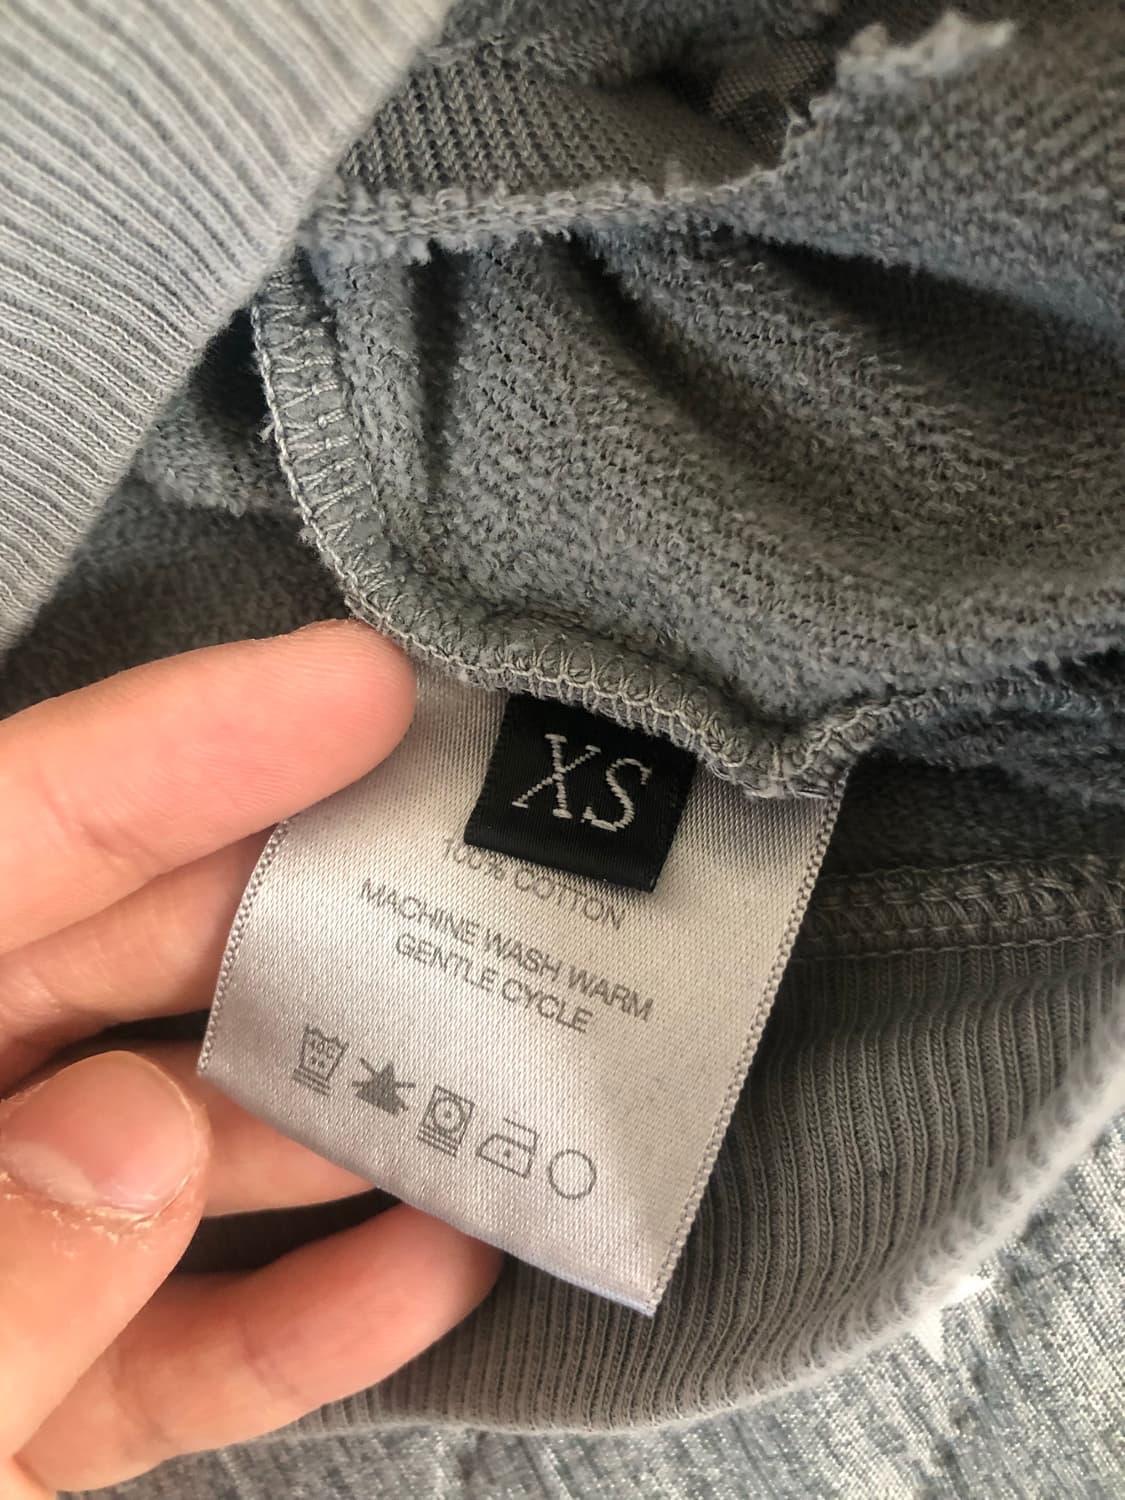 XS
100% COTTON
MACHINE WASH WARM
GENTLE CYCLE